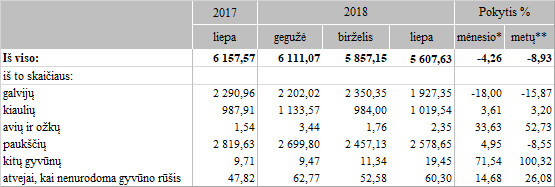 2017 2018 Pokytis %
liepa gegužė birželis liepa mėnesio* metų**
Iš viso: 6 157,57 6 111,07 5 857,15 5 607,63 -4,26 -8,93
iš to skaičiaus:
galvijų 2 290,96 2 202,02 2 350,35 1 927,35 -18,00 -15,87
kiaulių 987,91 1 133,57 984,00 1 019,54 3,61 3,20
avių ir ožkų 1,54 3,44 1,76 2,35 33,63 52,73
paukščių 2 819,63 2 699,80 2 457,13 2 578,65 4,95 -8,55
kitų gyvūnų 9,71 9,47 11,34 19,45 71,54 100,32
atvejai, kai nenurodoma gyvūno rūšis 47,82 62,77 52,58 60,30 14,68 26,08